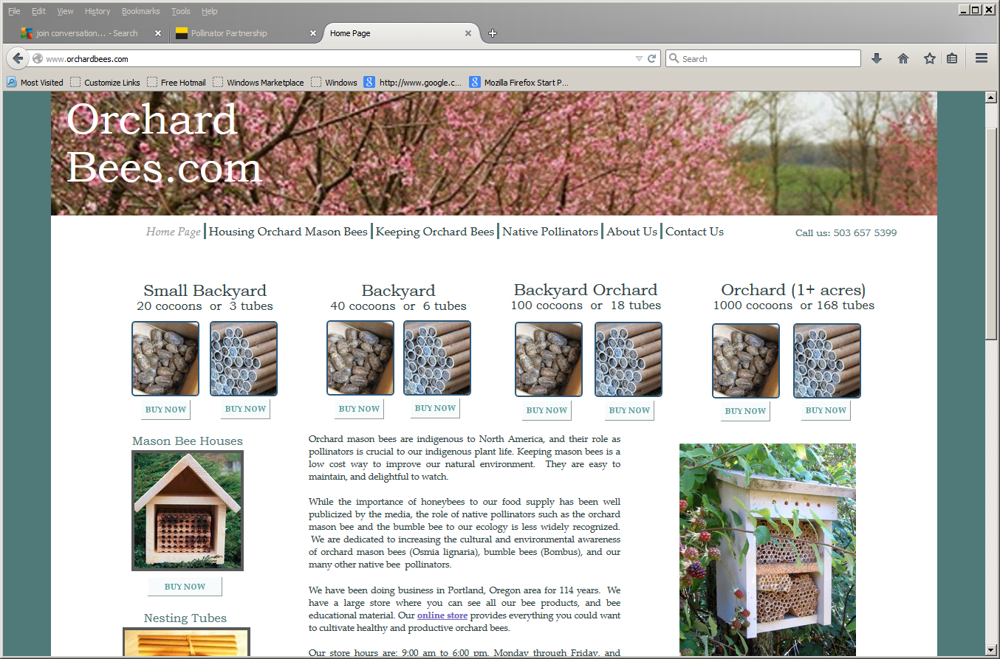 File Edit View History Bookmarks Tools Help
join conversation... - Search
Pollinator Partnership
Home Page
www.orchardbees.com
Search
Most Visited Customize Links Free Hotmail Windows Marketplace Windows http://www.google.c... Mozilla Firefox Start P...
Orchard
Bees.com
Home Page Housing Orchard Mason Bees Keeping Orchard Bees Native Pollinators About Us Contact Us
Call us: 503 657 5399
Small Backyard
20 cocoons or 3 tubes
BUY NOW BUY NOW
Backyard
40 cocoons or 6 tubes
BUY NOW BUY NOW
Backyard Orchard
100 cocoons or 18 tubes
BUY NOW BUY NOW
Orchard (1+ acres)
1000 cocoons or 168 tubes
BUY NOW BUY NOW
Mason Bee Houses
BUY NOW
Nesting Tubes
Orchard mason bees are indigenous to North America, and their role as
pollinators is crucial to our indigenous plant life. Keeping mason bees is a
low cost way to improve our natural environment. They are easy to
maintain, and delightful to watch.
While the importance of honeybees to our food supply has been well
publicized by the media, the role of native pollinators such as the orchard
mason bee and the bumble bee to our ecology is less widely recognized.
We are dedicated to increasing the cultural and environmental awareness
of orchard mason bees (Osmia lignaria), bumble bees (Bombus), and our
many other native bee pollinators.
We have been doing business in Portland, Oregon area for 114 years. We
have a large store where you can see all our bee products, and bee
educational material. Our online store provides everything you could want
to cultivate healthy and productive orchard bees.
Our store hours are: 9:00 am to 6:00 pm, Monday through Friday, and